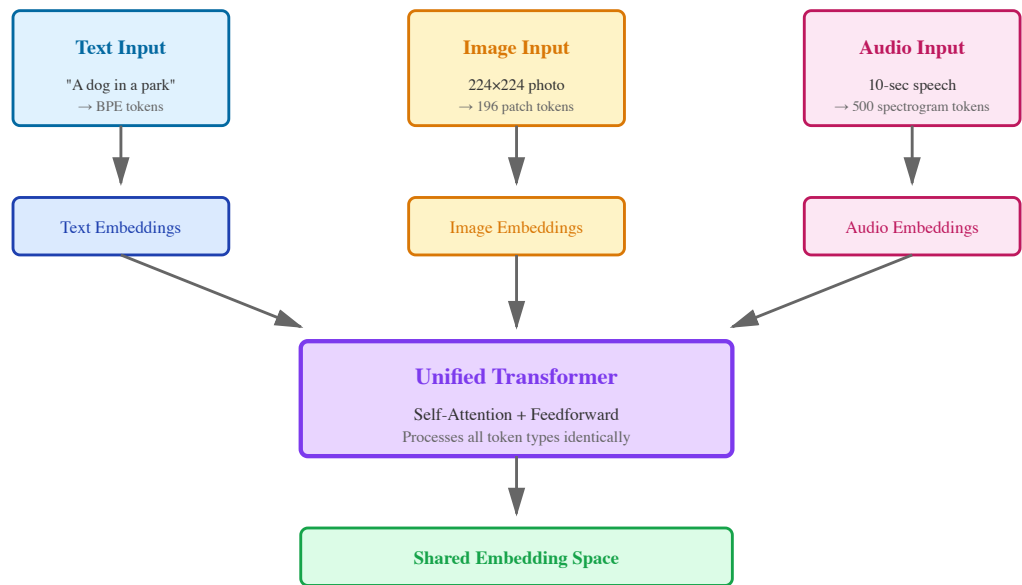 Text Input
"A dog in a park"
→ BPE tokens
Image Input
224×224 photo
→ 196 patch tokens
Audio Input
10-sec speech
→ 500 spectrogram tokens
Text Embeddings
Image Embeddings
Audio Embeddings
Unified Transformer
Self-Attention + Feedforward
Processes all token types identically
Shared Embedding Space